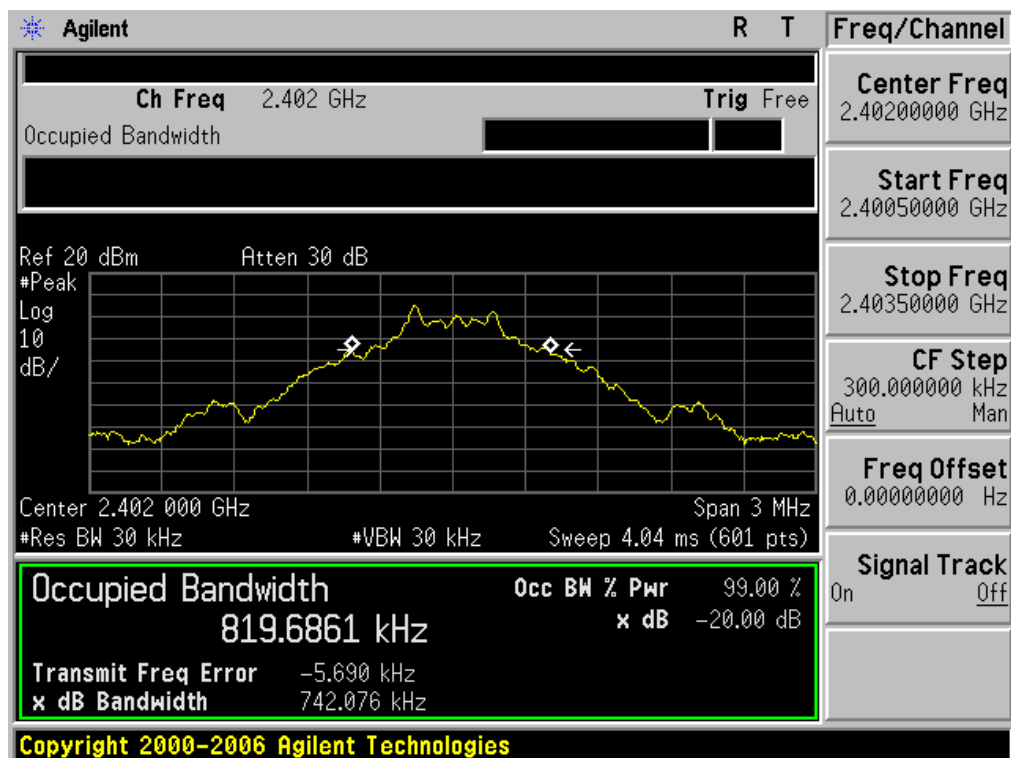 Agilent R T
Ch Freq 2.402 GHz Trig Free
Occupied Bandwidth
Ref 20 dBm Atten 30 dB
#Peak
Log
10
dB/
Center 2.402 000 GHz Span 3 MHz
#Res BW 30 kHz #VBW 30 kHz Sweep 4.04 ms (601 pts)
Occupied Bandwidth
819.6861 kHz
Occ BW % Pwr 99.00 %
x dB -20.00 dB
Transmit Freq Error -5.690 kHz
x dB Bandwidth 742.076 kHz
Copyright 2000-2006 Agilent Technologies
Freq/Channel
Center Freq
2.40200000 GHz
Start Freq
2.40050000 GHz
Stop Freq
2.40350000 GHz
CF Step
300.000000 kHz
Auto Man
Freq Offset
0.00000000 Hz
Signal Track
On Off